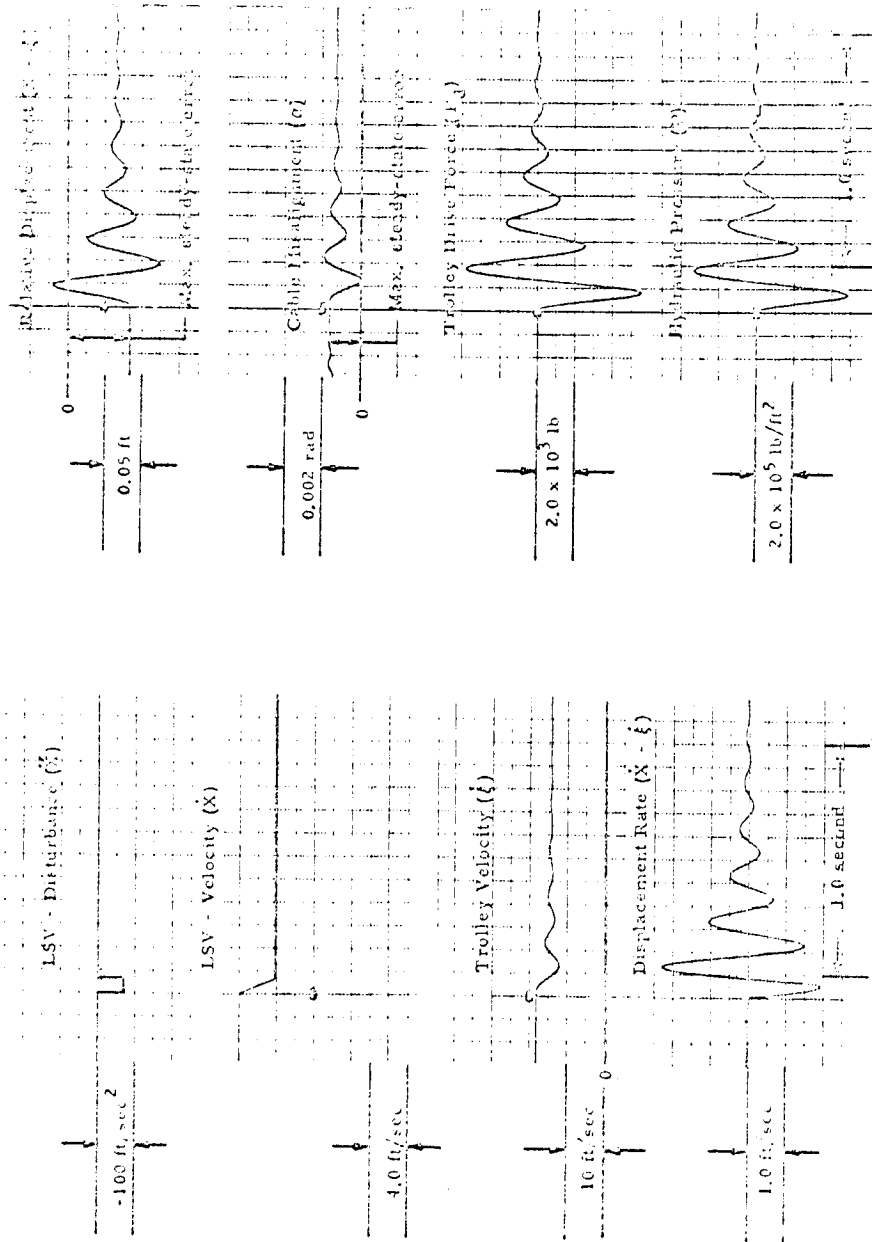 Relative Displacement (X - ξ)
0
0.05 ft
Max. steady-state error
Cable Misalignment (α)
0.002 rad
0
Max. steady-state error
Trolley Drive Force (F_d)
2.0 x 10³ lb
Hydraulic Pressure (P)
2.0 x 10⁵ lb/ft²
1.0 second
LSV - Disturbance (Ẍ)
-100 ft/sec²
LSV - Velocity (Ẋ)
4.0 ft/sec
Trolley Velocity (ξ̇)
10 ft/sec
0
Displacement Rate (Ẋ - ξ̇)
1.0 ft/sec
1.0 second